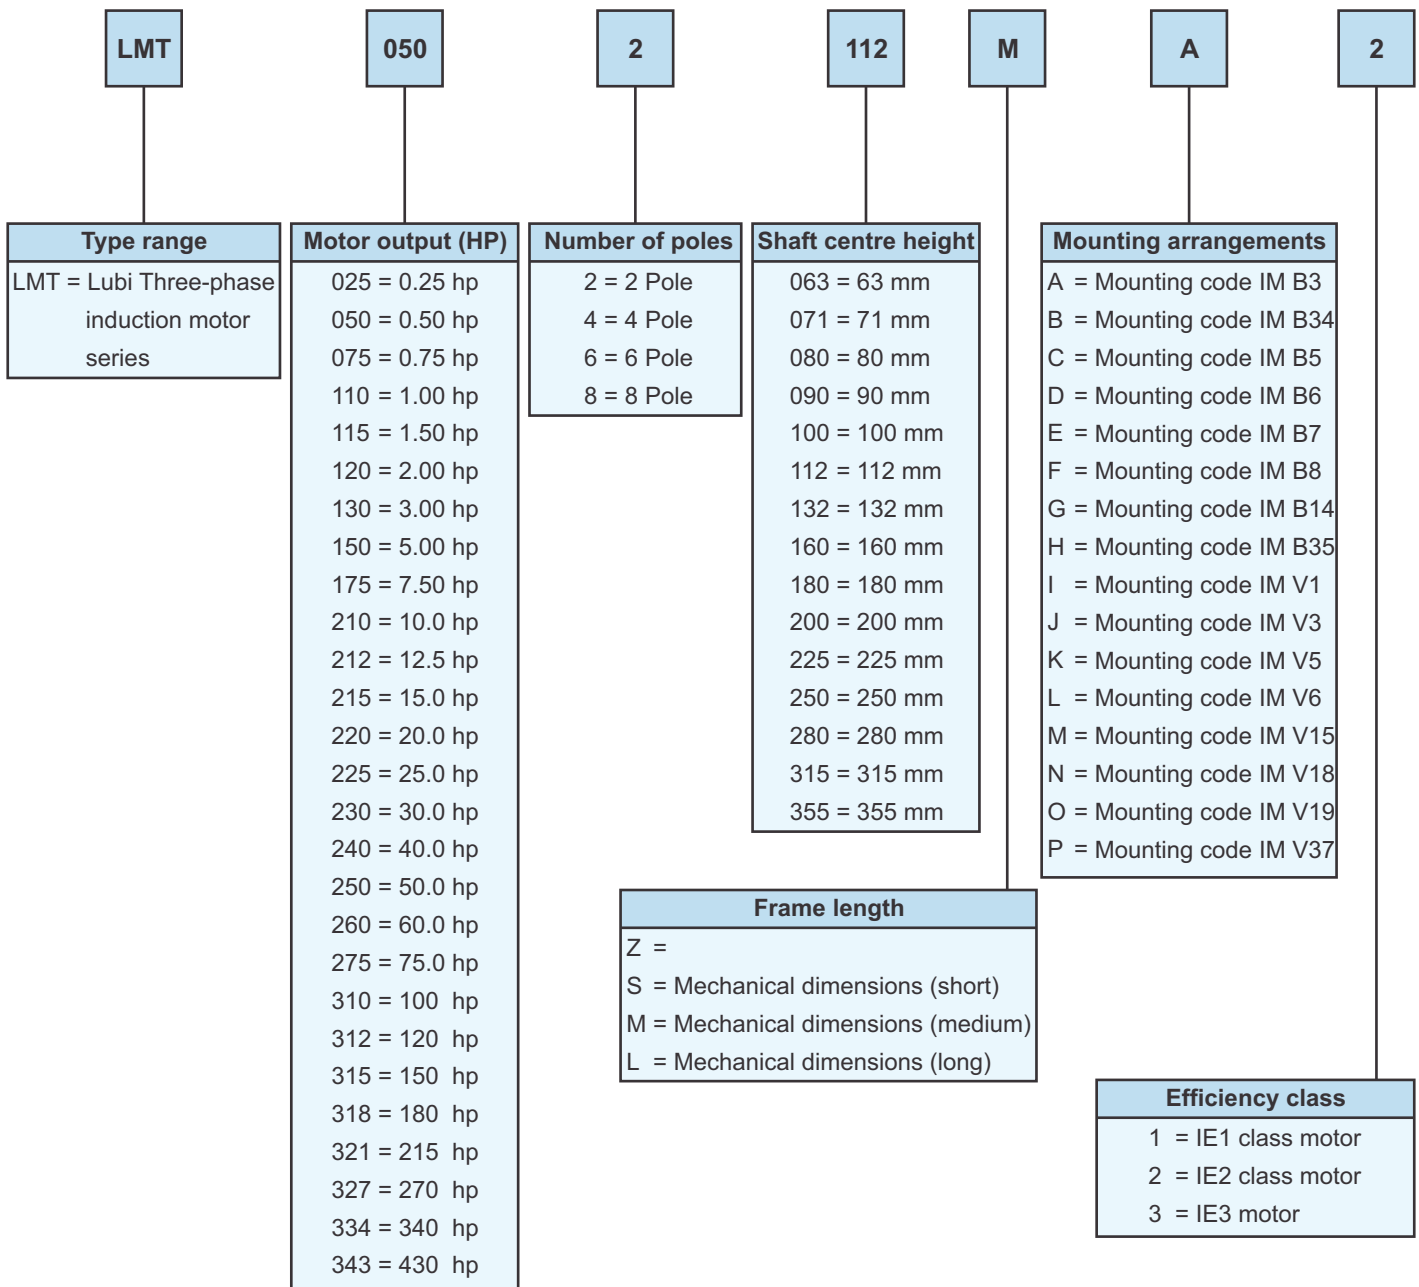 LMT 050 2 112 M A 2
Type range
LMT = Lubi Three-phase
induction motor
series
Motor output (HP)
025 = 0.25 hp
050 = 0.50 hp
075 = 0.75 hp
110 = 1.00 hp
115 = 1.50 hp
120 = 2.00 hp
130 = 3.00 hp
150 = 5.00 hp
175 = 7.50 hp
210 = 10.0 hp
212 = 12.5 hp
215 = 15.0 hp
220 = 20.0 hp
225 = 25.0 hp
230 = 30.0 hp
240 = 40.0 hp
250 = 50.0 hp
260 = 60.0 hp
275 = 75.0 hp
310 = 100 hp
312 = 120 hp
315 = 150 hp
318 = 180 hp
321 = 215 hp
327 = 270 hp
334 = 340 hp
343 = 430 hp
Number of poles
2 = 2 Pole
4 = 4 Pole
6 = 6 Pole
8 = 8 Pole
Shaft centre height
063 = 63 mm
071 = 71 mm
080 = 80 mm
090 = 90 mm
100 = 100 mm
112 = 112 mm
132 = 132 mm
160 = 160 mm
180 = 180 mm
200 = 200 mm
225 = 225 mm
250 = 250 mm
280 = 280 mm
315 = 315 mm
355 = 355 mm
Frame length
Z =
S = Mechanical dimensions (short)
M = Mechanical dimensions (medium)
L = Mechanical dimensions (long)
Mounting arrangements
A = Mounting code IM B3
B = Mounting code IM B34
C = Mounting code IM B5
D = Mounting code IM B6
E = Mounting code IM B7
F = Mounting code IM B8
G = Mounting code IM B14
H = Mounting code IM B35
I = Mounting code IM V1
J = Mounting code IM V3
K = Mounting code IM V5
L = Mounting code IM V6
M = Mounting code IM V15
N = Mounting code IM V18
O = Mounting code IM V19
P = Mounting code IM V37
Efficiency class
1 = IE1 class motor
2 = IE2 class motor
3 = IE3 motor